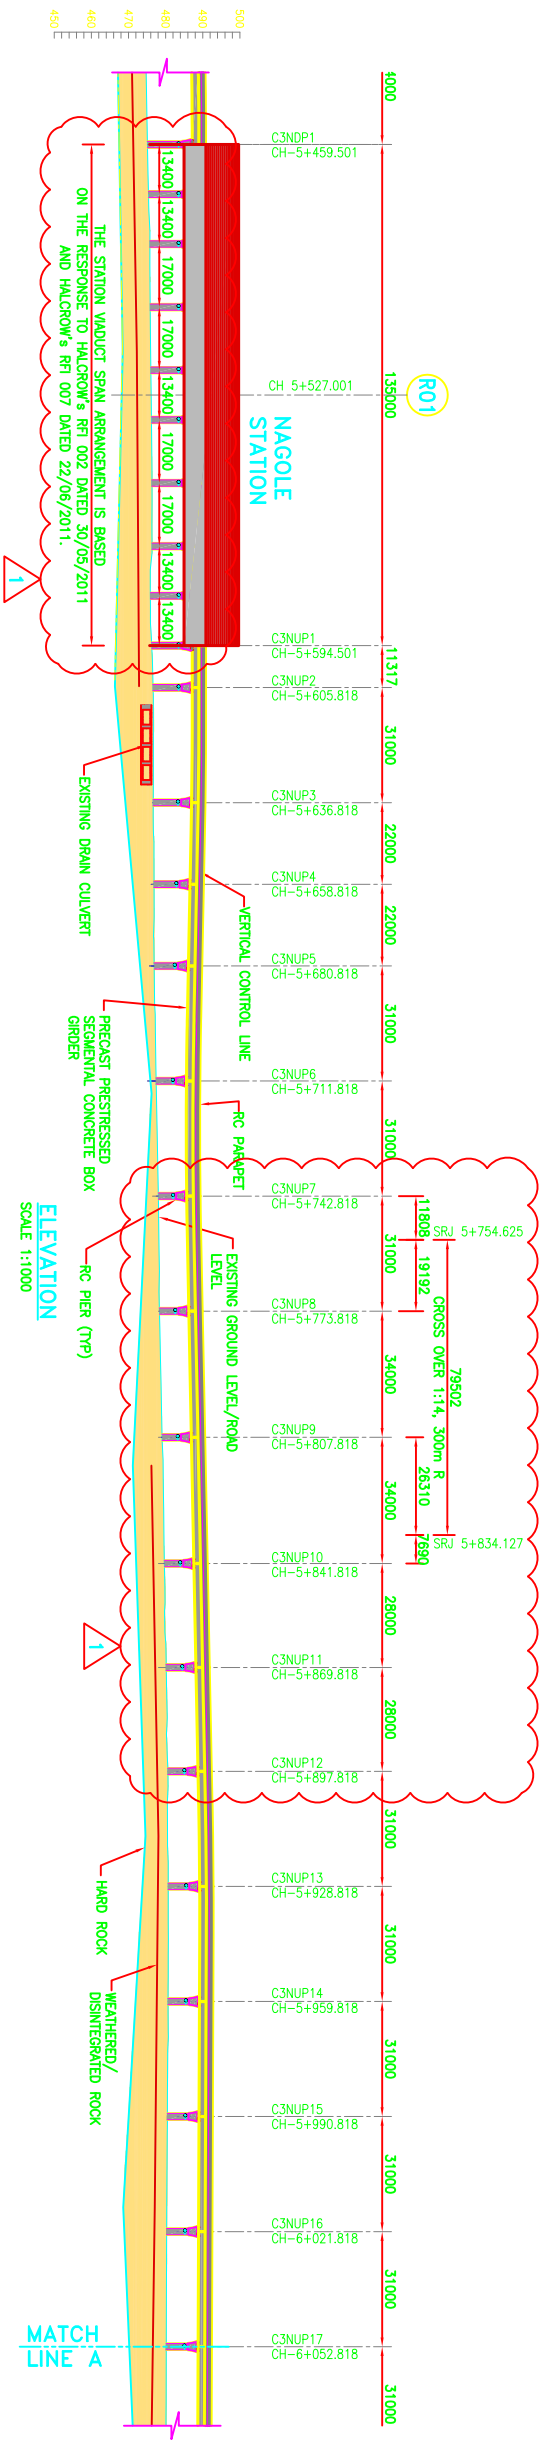 500
490
480
470
460
450
4000
135000
11317
31000
22000
22000
31000
31000
31000
34000
34000
28000
28000
31000
31000
31000
31000
31000
31000
R01
11808
19192
79502
CROSS OVER 1:14, 300m R
26310
7690
SRJ 5+754.625
SRJ 5+834.127
C3NDP1
CH-5+459.501
CH 5+527.001
NAGOLE
STATION
C3NUP1
CH-5+594.501
C3NUP2
CH-5+605.818
C3NUP3
CH-5+636.818
C3NUP4
CH-5+658.818
C3NUP5
CH-5+680.818
C3NUP6
CH-5+711.818
C3NUP7
CH-5+742.818
C3NUP8
CH-5+773.818
C3NUP9
CH-5+807.818
C3NUP10
CH-5+841.818
C3NUP11
CH-5+869.818
C3NUP12
CH-5+897.818
C3NUP13
CH-5+928.818
C3NUP14
CH-5+959.818
C3NUP15
CH-5+990.818
C3NUP16
CH-6+021.818
C3NUP17
CH-6+052.818
13400
13400
17000
17000
13400
17000
17000
13400
13400
THE STATION VIADUCT SPAN ARRANGEMENT IS BASED
ON THE RESPONSE TO HALCROW's RFI 002 DATED 30/05/2011
AND HALCROW's RFI 007 DATED 22/06/2011.
1
EXISTING DRAIN CULVERT
VERTICAL CONTROL LINE
PRECAST PRESTRESSED
SEGMENTAL CONCRETE BOX
GIRDER
RC PARAPET
EXISTING GROUND LEVEL/ROAD
LEVEL
RC PIER (TYP)
ELEVATION
SCALE 1:1000
1
HARD ROCK
WEATHERED/
DISINTEGRATED ROCK
MATCH
LINE A